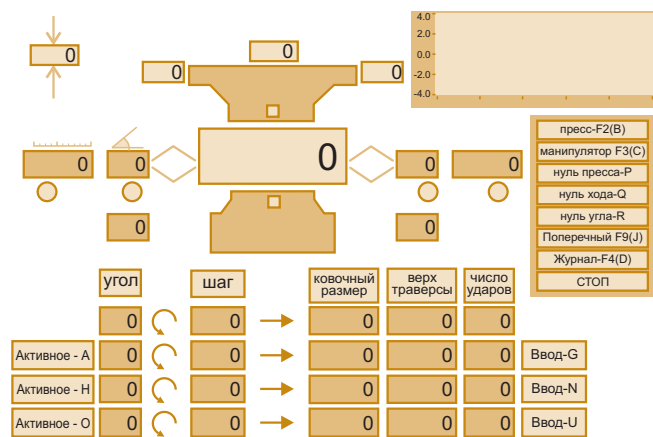 0
0
0
0
4.0
2.0
0.0
-2.0
-4.0
0
0
0
0
0
0
0
пресс-F2(B)
манипулятор F3(C)
нуль пресса-P
нуль хода-Q
нуль угла-R
Поперечный F9(J)
Журнал-F4(D)
СТОП
угол
шаг
ковочный
размер
верх
траверсы
число
ударов
0 0 0 0 0
Активное - A 0 0 0 0 0 Ввод-G
Активное - H 0 0 0 0 0 Ввод-N
Активное - O 0 0 0 0 0 Ввод-U